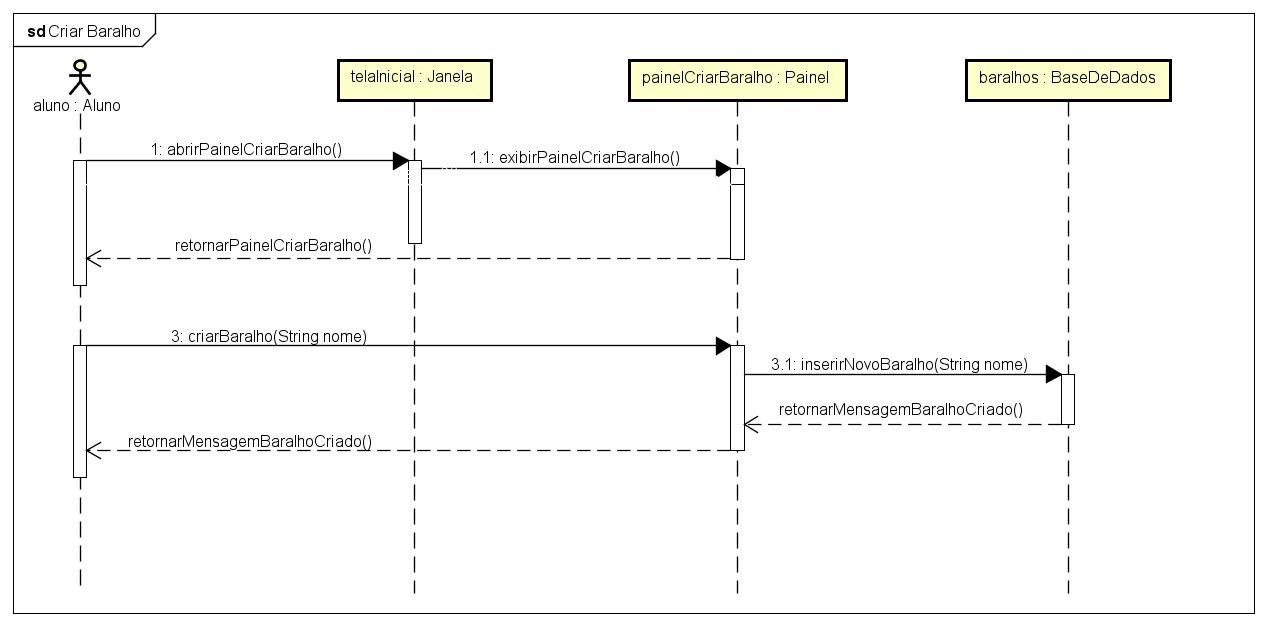 sd Criar Baralho
aluno : Aluno
telaInicial : Janela
painelCriarBaralho : Painel
baralhos : BaseDeDados
1: abrirPainelCriarBaralho()
1.1: exibirPainelCriarBaralho()
retornarPainelCriarBaralho()
3: criarBaralho(String nome)
3.1: inserirNovoBaralho(String nome)
retornarMensagemBaralhoCriado()
retornarMensagemBaralhoCriado()